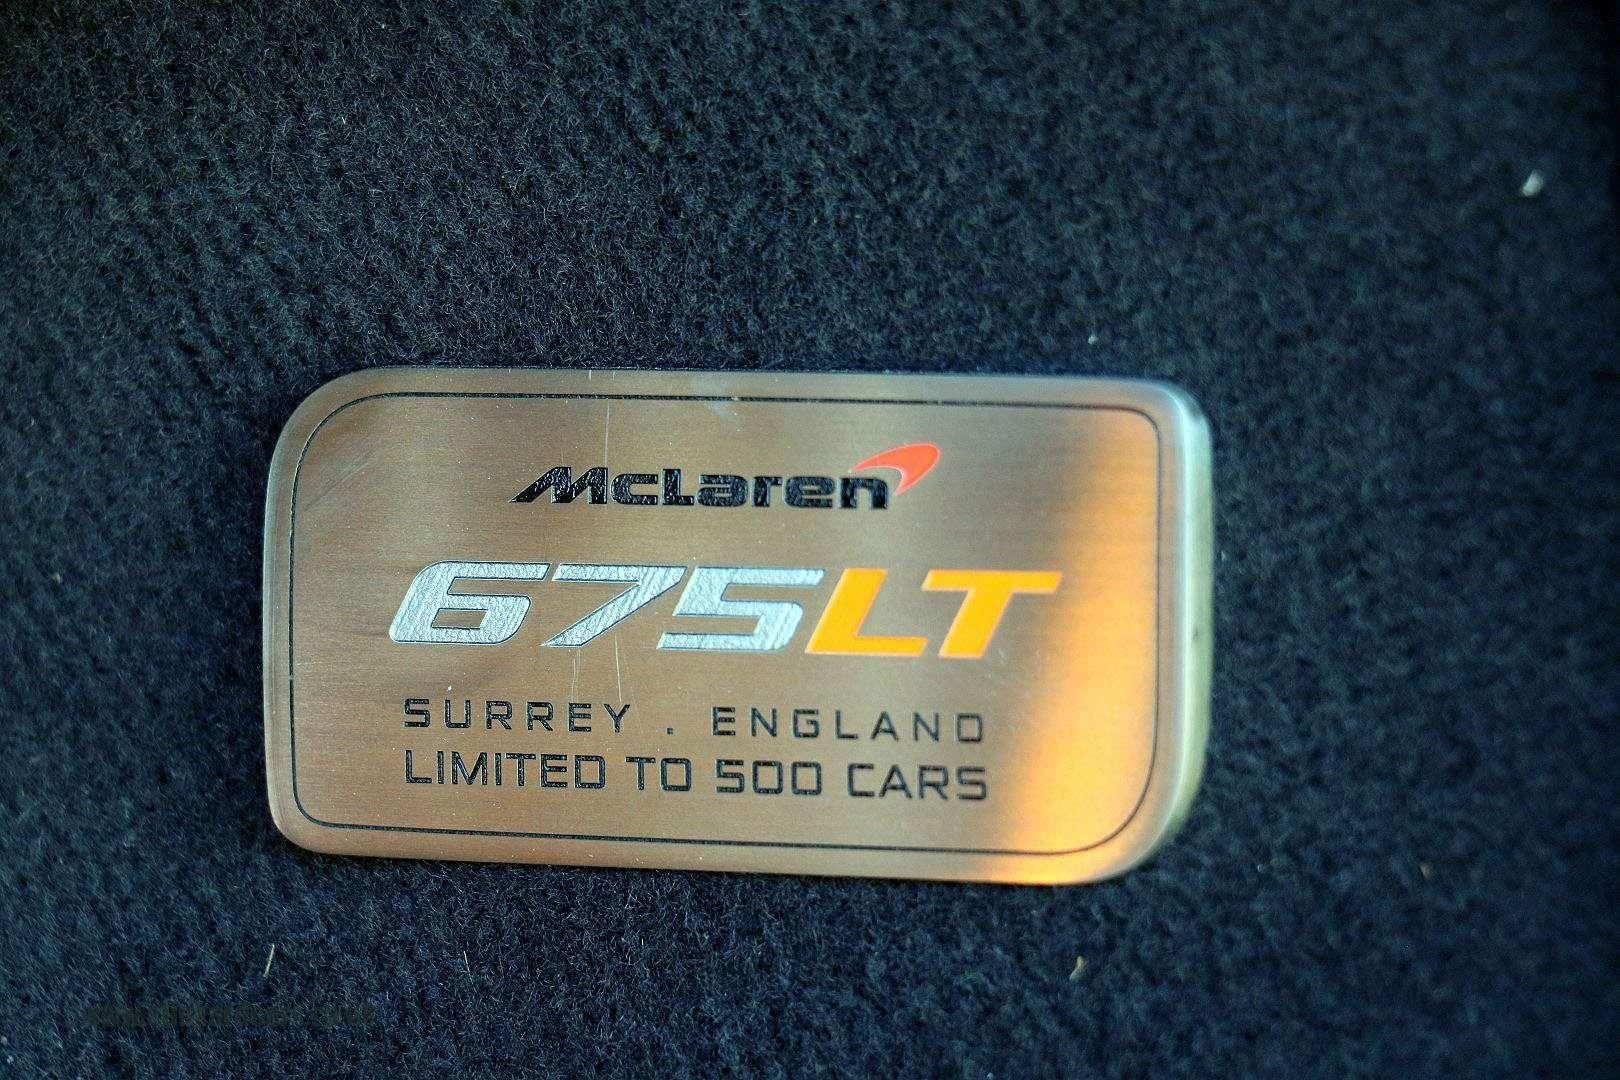 McLaren
675LT
SURREY . ENGLAND
LIMITED TO 500 CARS